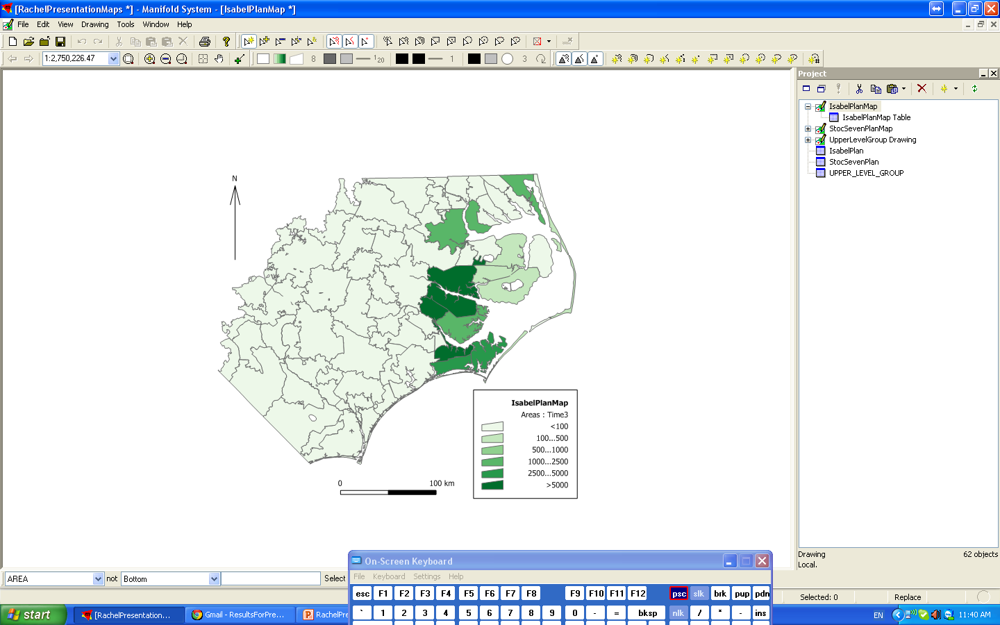 [RachelPresentationMaps *] - Manifold System - [IsabelPlanMap *]
File Edit View Drawing Tools Window Help
1:2,750,226.47
8
1
20
1
3
Project
IsabelPlanMap
IsabelPlanMap Table
StocSevenPlanMap
UpperLevelGroup Drawing
IsabelPlan
StocSevenPlan
UPPER_LEVEL_GROUP
N
IsabelPlanMap
Areas : Time3
<100
100...500
500...1000
1000...2500
2500...5000
>5000
0 100 km
Drawing 62 objects
Local.
AREA not Bottom Select
On-Screen Keyboard
File Keyboard Settings Help
esc F1 F2 F3 F4 F5 F6 F7 F8 F9 F10 F11 F12 psc slk brk pup pdn
` 1 2 3 4 5 6 7 8 9 0 - = bksp nlk / * - ins
Selected: 0 Replace
start [RachelPresentation... Gmail - ResultsForPre... RachelPre EN 11:40 AM